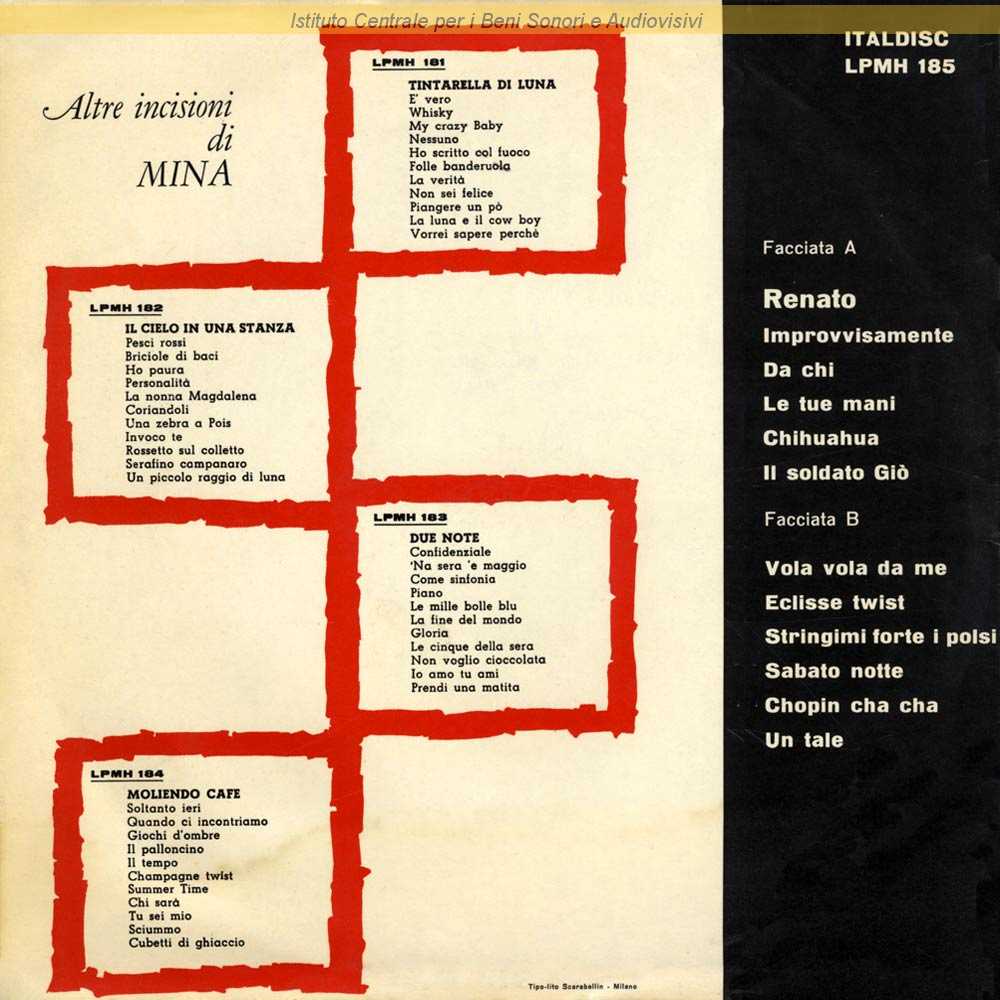 Istituto Centrale per i Beni Sonori e Audiovisivi
Altre incisioni
di
MINA
LPMH 181
TINTARELLA DI LUNA
E' vero
Whisky
My crazy Baby
Nessuno
Ho scritto col fuoco
Folle banderuola
La verità
Non sei felice
Piangere un pò
La luna e il cow boy
Vorrei sapere perchè
LPMH 182
IL CIELO IN UNA STANZA
Pesci rossi
Briciole di baci
Ho paura
Personalità
La nonna Magdalena
Coriandoli
Una zebra a Pois
Invoco te
Rossetto sul colletto
Serafino campanaro
Un piccolo raggio di luna
LPMH 183
DUE NOTE
Confidenziale
'Na sera 'e maggio
Come sinfonia
Piano
Le mille bolle blu
La fine del mondo
Gloria
Le cinque della sera
Non voglio cioccolata
Io amo tu ami
Prendi una matita
LPMH 184
MOLIENDO CAFE
Soltanto ieri
Quando ci incontriamo
Giochi d'ombre
Il palloncino
Il tempo
Champagne twist
Summer Time
Chi sarà
Tu sei mio
Sciummo
Cubetti di ghiaccio
Tipo-lito Scarabellin - Milano
ITALDISC
LPMH 185
Facciata A
Renato
Improvvisamente
Da chi
Le tue mani
Chihuahua
Il soldato Giò
Facciata B
Vola vola da me
Eclisse twist
Stringimi forte i polsi
Sabato notte
Chopin cha cha
Un tale